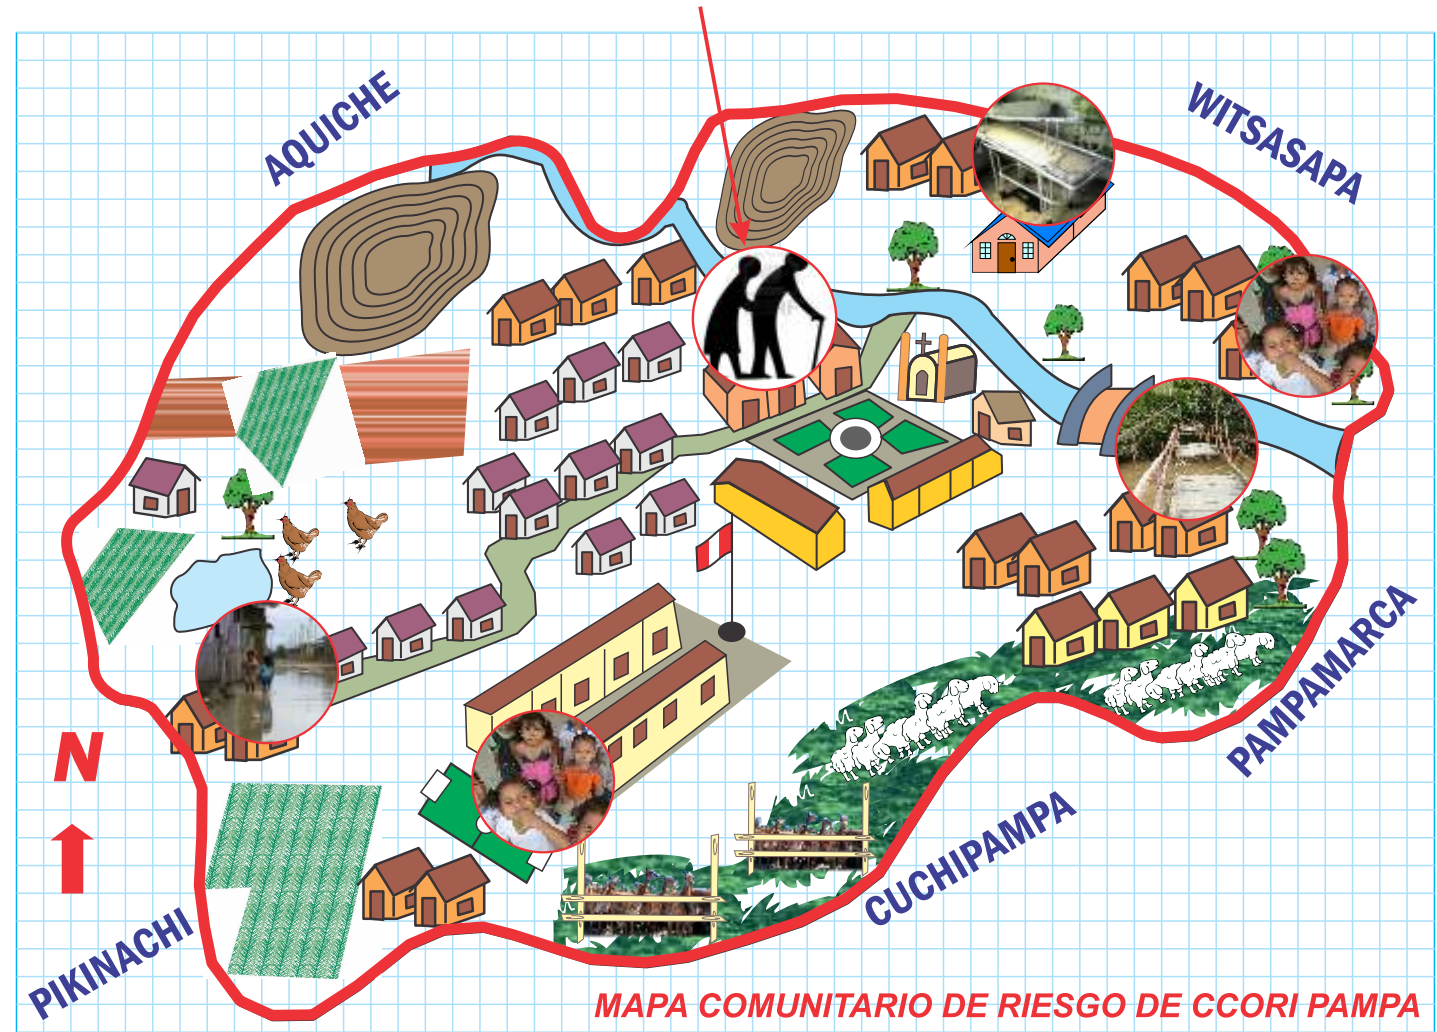 AQUICHE
WITSASAPA
PAMPAMARCA
N
CUCHIPAMPA
PIKINACHI
MAPA COMUNITARIO DE RIESGO DE CCORI PAMPA